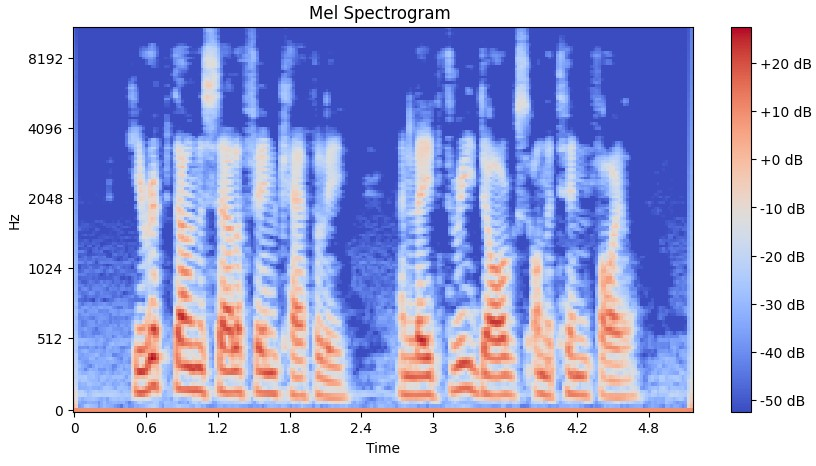 Mel Spectrogram
8192
4096
2048
1024
512
0
Hz
0 0.6 1.2 1.8 2.4 3 3.6 4.2 4.8
Time
+20 dB
+10 dB
+0 dB
-10 dB
-20 dB
-30 dB
-40 dB
-50 dB